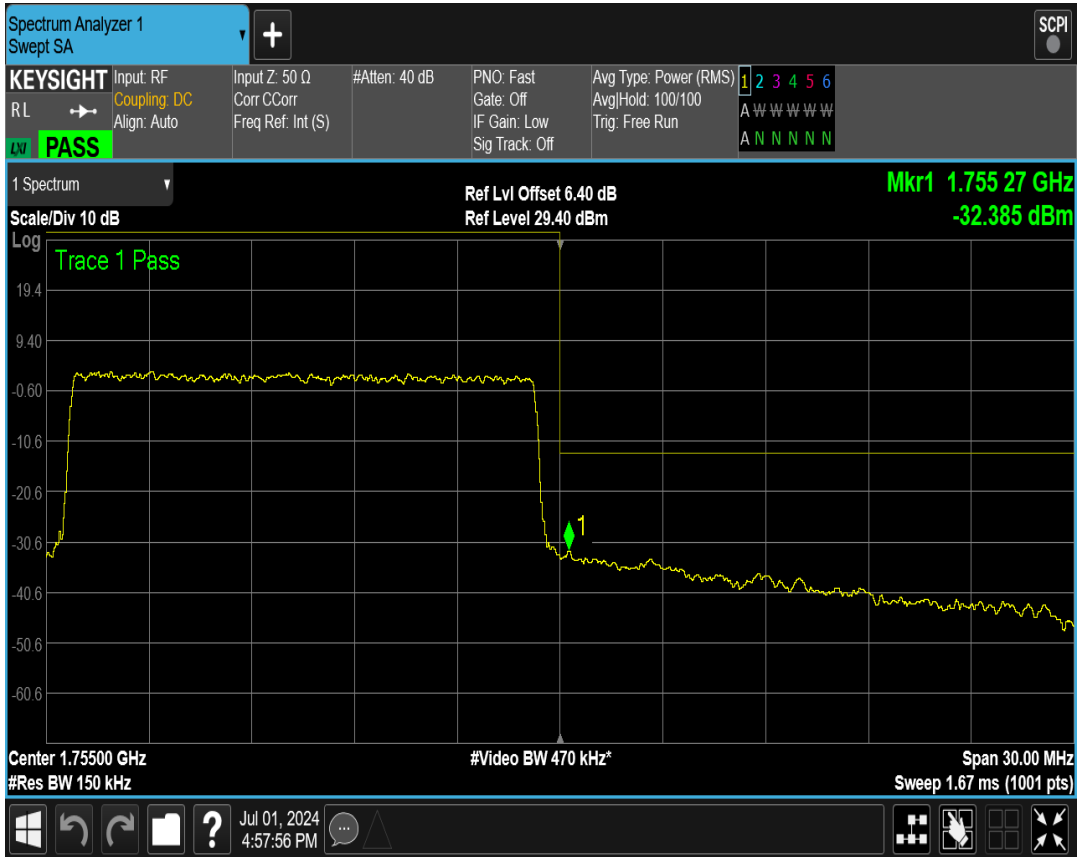 Spectrum Analyzer 1
Swept SA
+
SCPI
KEYSIGHT
RL
LXI PASS
Input: RF
Coupling: DC
Align: Auto
Input Z: 50 Ω
Corr CCorr
Freq Ref: Int (S)
#Atten: 40 dB
PNO: Fast
Gate: Off
IF Gain: Low
Sig Track: Off
Avg Type: Power (RMS)
Avg|Hold: 100/100
Trig: Free Run
1 2 3 4 5 6
A W W W W W
A N N N N N
1 Spectrum
Scale/Div 10 dB
Ref Lvl Offset 6.40 dB
Ref Level 29.40 dBm
Mkr1 1.755 27 GHz
-32.385 dBm
Log
Trace 1 Pass
19.4
9.40
-0.60
-10.6
-20.6
1
-30.6
-40.6
-50.6
-60.6
Center 1.75500 GHz
#Res BW 150 kHz
#Video BW 470 kHz*
Span 30.00 MHz
Sweep 1.67 ms (1001 pts)
?
Jul 01, 2024
4:57:56 PM